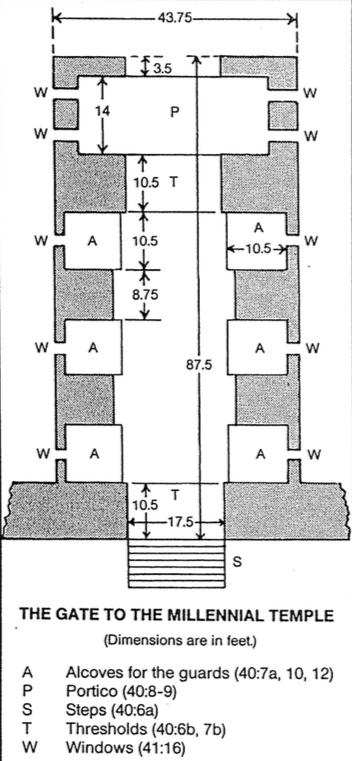 43.75
3.5
W P W
14
W W
10.5 T
W A 10.5 A W
10.5
8.75
W A A W
87.5
W A A W
T
10.5
17.5
S
THE GATE TO THE MILLENNIAL TEMPLE
(Dimensions are in feet.)
A Alcoves for the guards (40:7a, 10, 12)
P Portico (40:8-9)
S Steps (40:6a)
T Thresholds (40:6b, 7b)
W Windows (41:16)